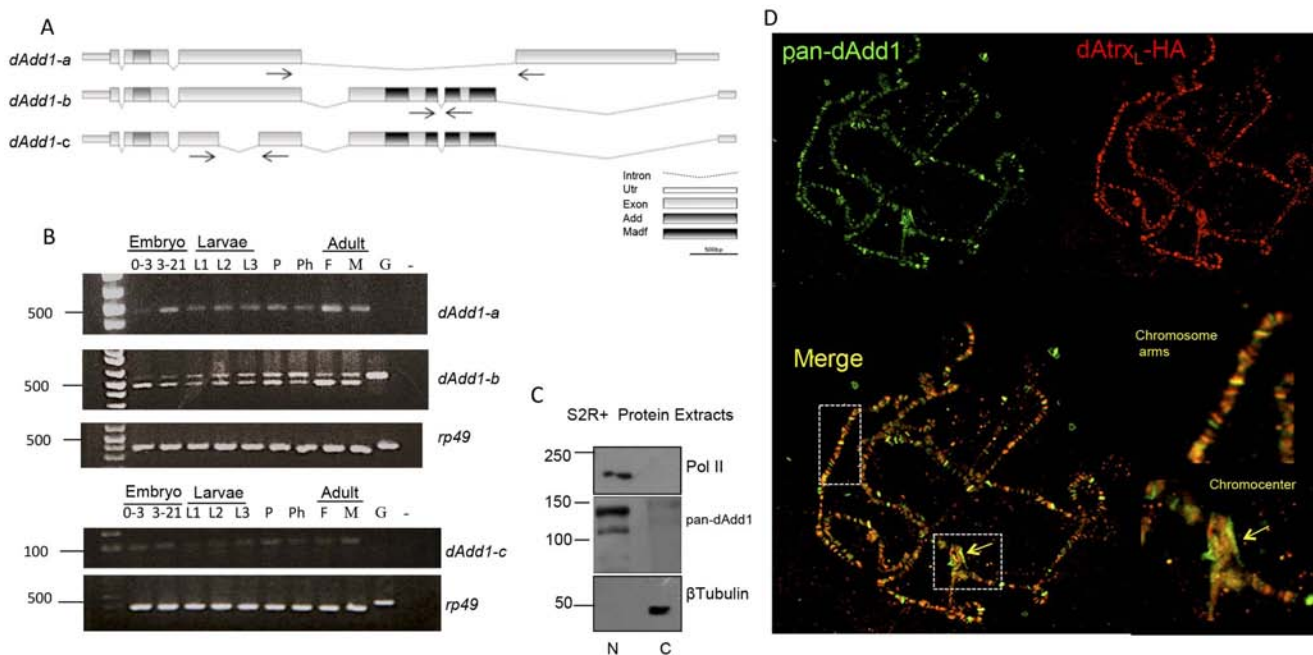 A
dAdd1-a
dAdd1-b
dAdd1-c
Intron
Utr
Exon
Add
Madf
500bp
B
Embryo Larvae Adult
0-3 3-21 L1 L2 L3 P Ph F M G -
500 dAdd1-a
500 dAdd1-b
500 rp49
Embryo Larvae Adult
0-3 3-21 L1 L2 L3 P Ph F M G -
100 dAdd1-c
500 rp49
C
S2R+ Protein Extracts
250 Pol II
150 pan-dAdd1
100
50 βTubulin
N C
D
pan-dAdd1 dAtrxL-HA
Merge
Chromosome
arms
Chromocenter